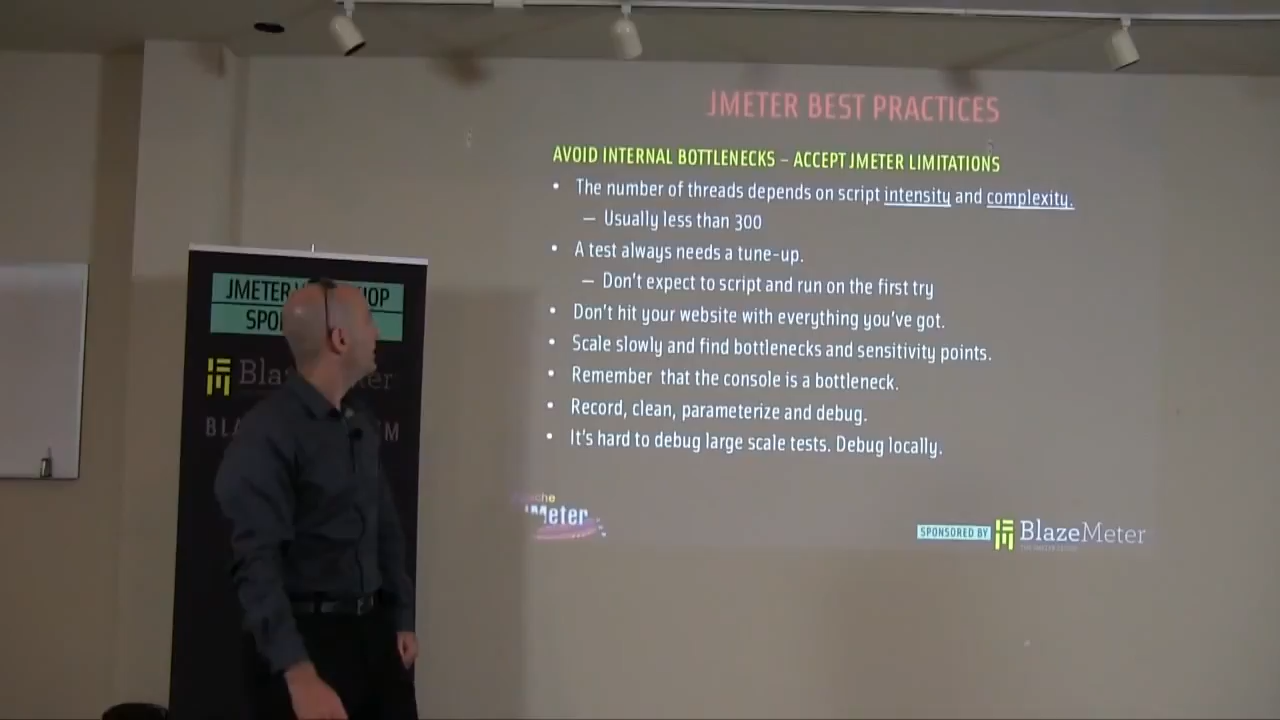 JMETER BEST PRACTICES
AVOID INTERNAL BOTTLENECKS – ACCEPT JMETER LIMITATIONS
• The number of threads depends on script intensity and complexity.
– Usually less than 300
• A test always needs a tune-up.
– Don't expect to script and run on the first try
• Don't hit your website with everything you've got.
• Scale slowly and find bottlenecks and sensitivity points.
• Remember that the console is a bottleneck.
• Record, clean, parameterize and debug.
• It's hard to debug large scale tests. Debug locally.
Meter
SPONSORED BY BlazeMeter
JMETER